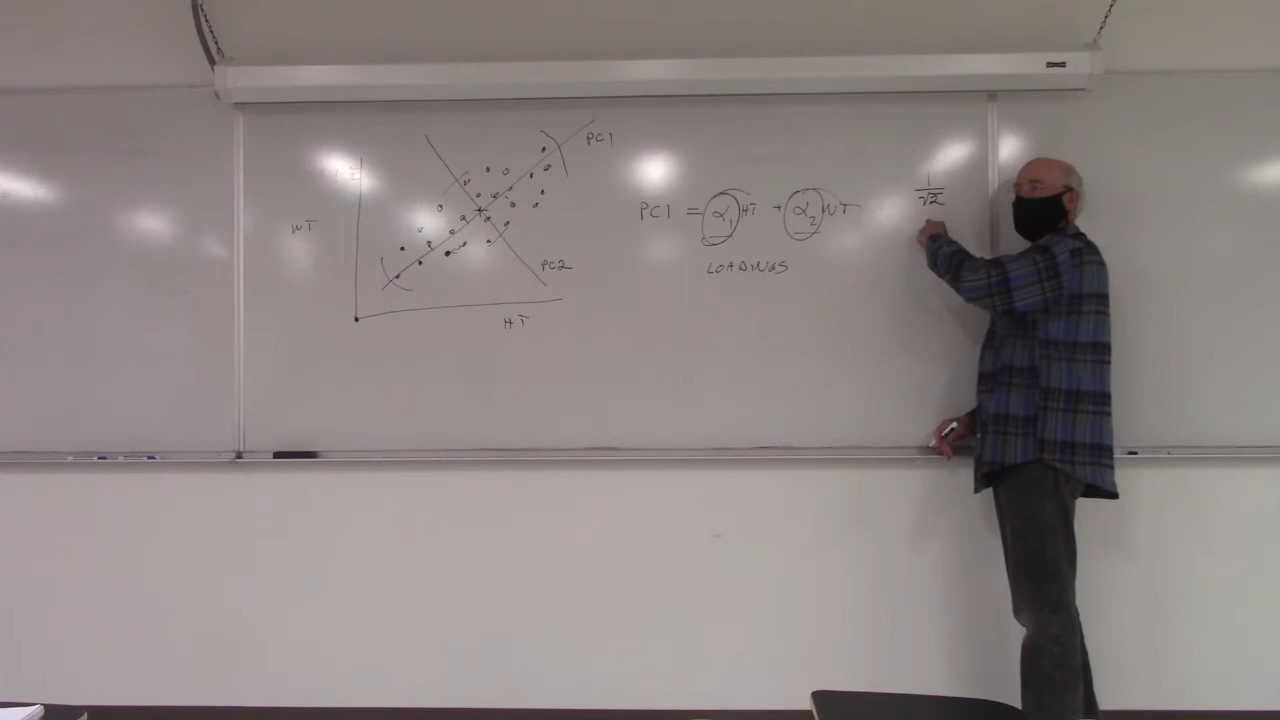 PC1
WT
PC2
HT
PC1 = α₁ HT + α₂ WT
LOADINGS
1/√2